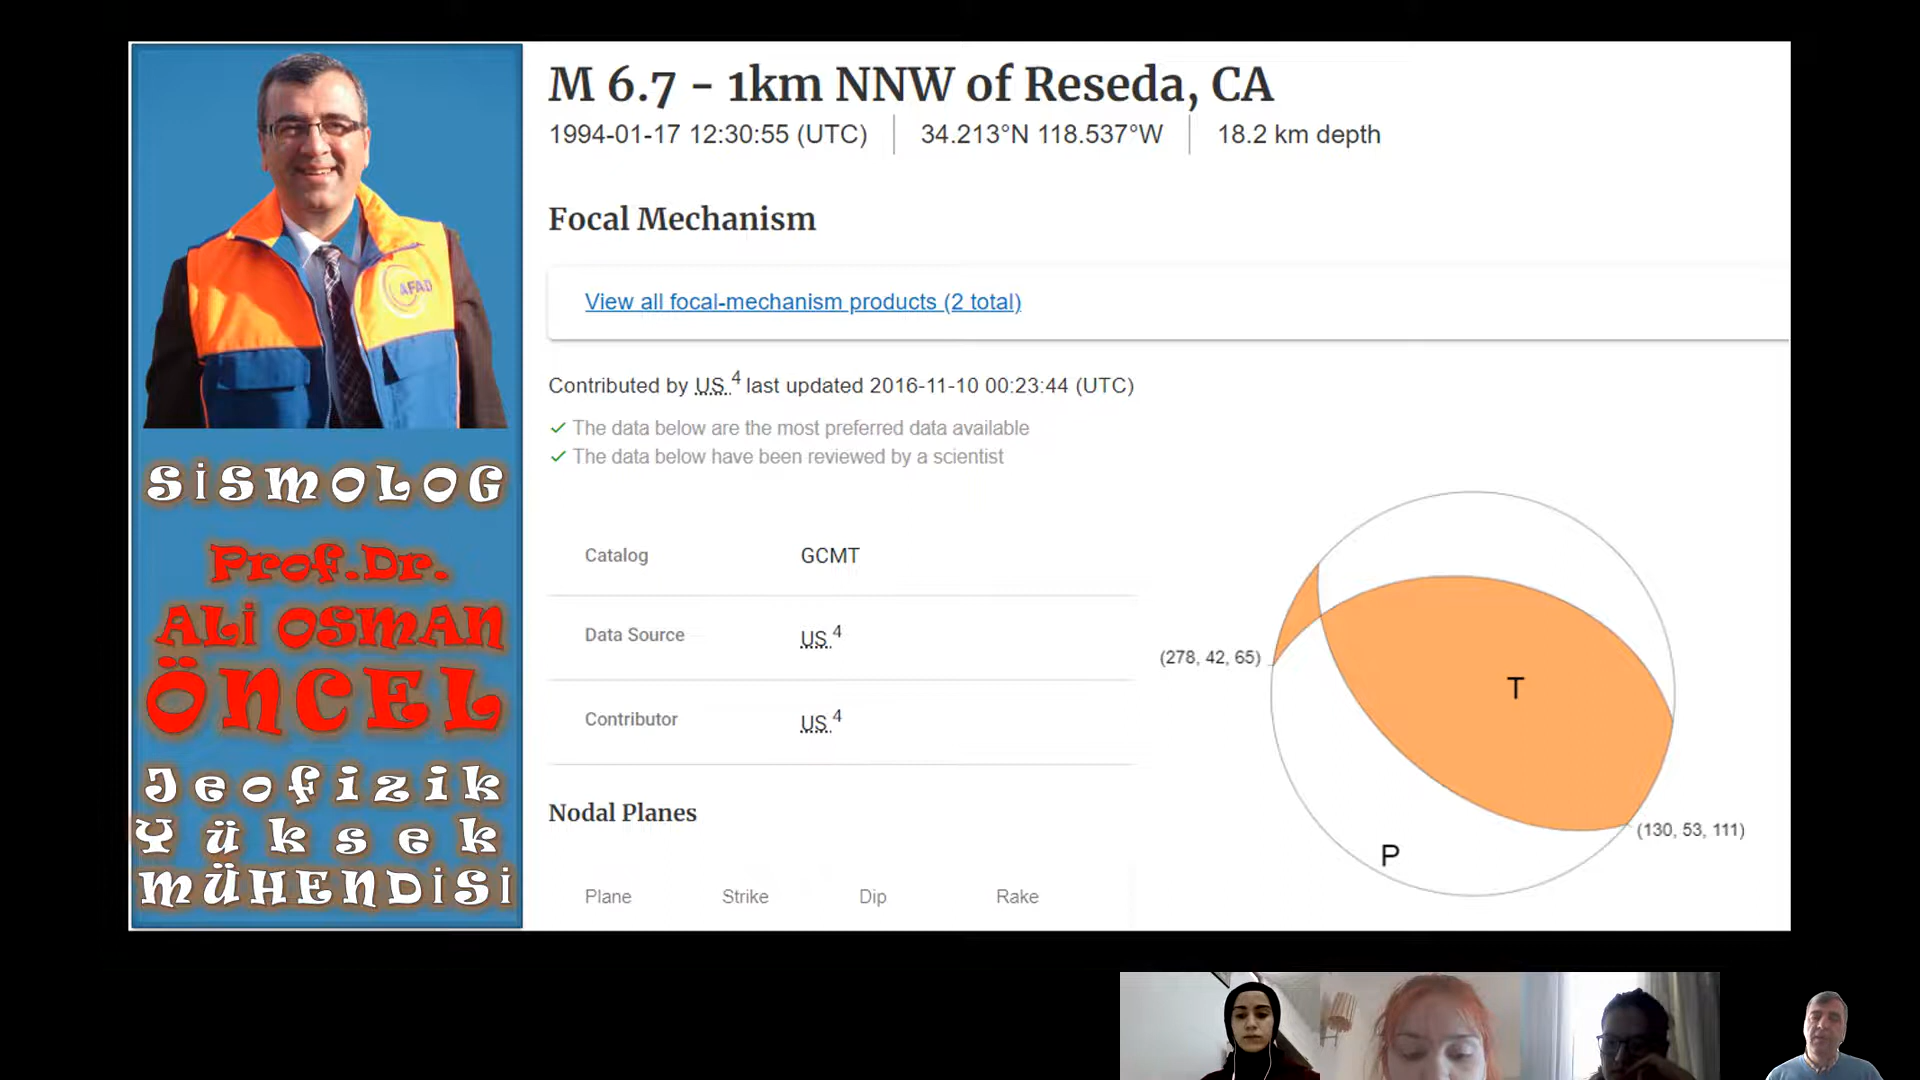 AFAD
SİSMOLOG
Prof.Dr.
ALİ OSMAN
ÖNCEL
Jeofizik
Yüksek
MÜHENDİSİ
M 6.7 - 1km NNW of Reseda, CA
1994-01-17 12:30:55 (UTC)
34.213°N 118.537°W
18.2 km depth
Focal Mechanism
View all focal-mechanism products (2 total)
Contributed by US 4 last updated 2016-11-10 00:23:44 (UTC)
The data below are the most preferred data available
The data below have been reviewed by a scientist
Catalog GCMT
Data Source US 4
Contributor US 4
Nodal Planes
Plane Strike Dip Rake
(278, 42, 65)
T
(130, 53, 111)
P